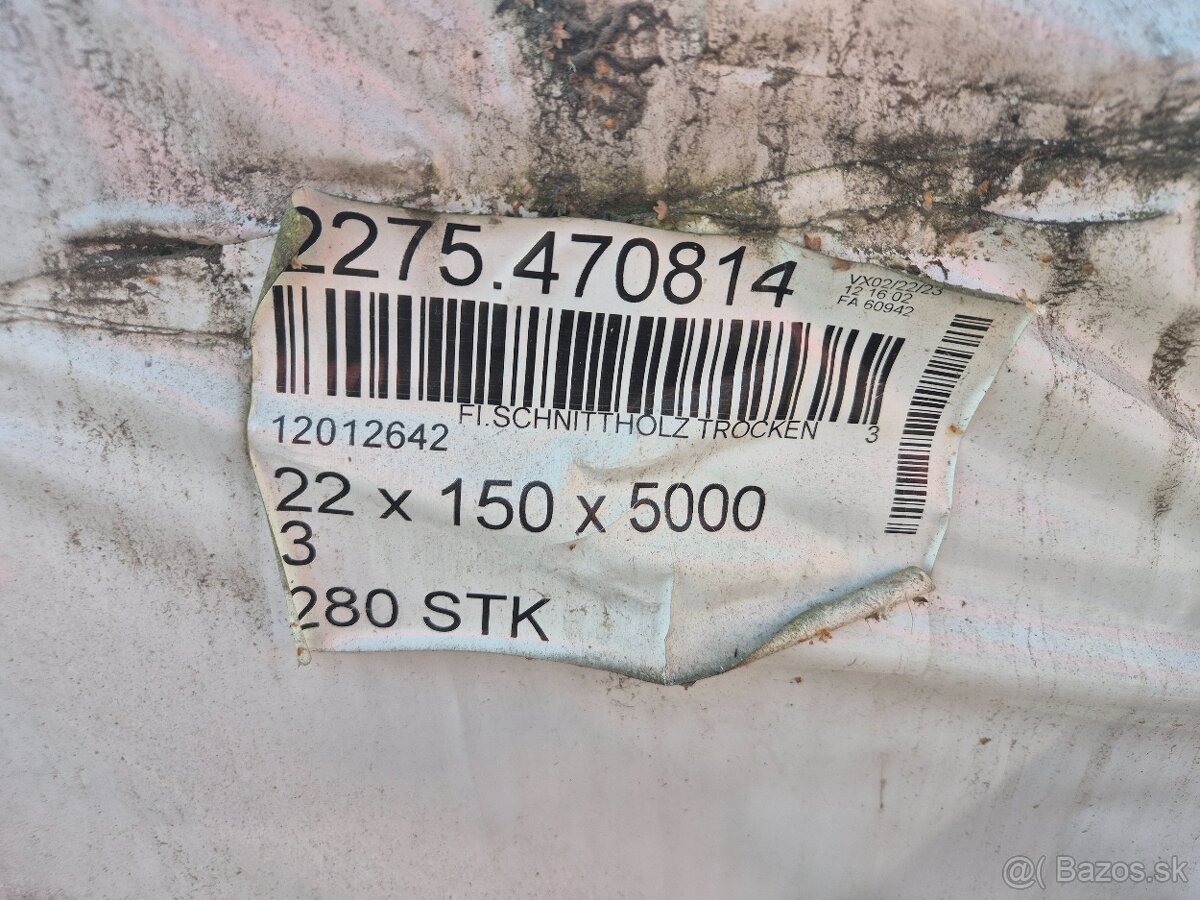 2275.470814
VX02/22/23
12 16 02
FA 60942
FI.SCHNITTHOLZ TROCKEN 3
12012642
22 x 150 x 5000
3
280 STK
@( Bazos.sk